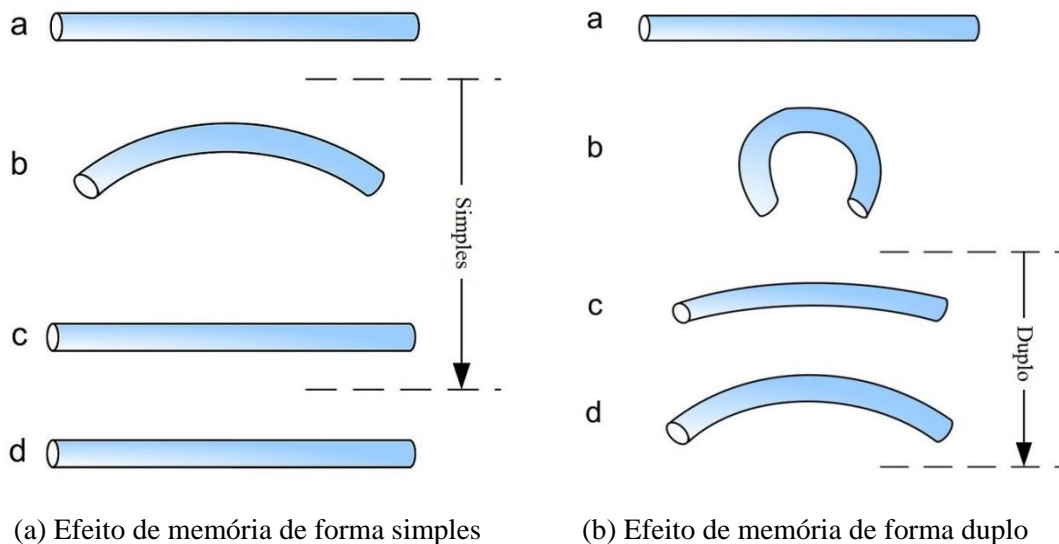 a
b
Simples
c
d
(a) Efeito de memória de forma simples
a
b
c
Duplo
d
(b) Efeito de memória de forma duplo